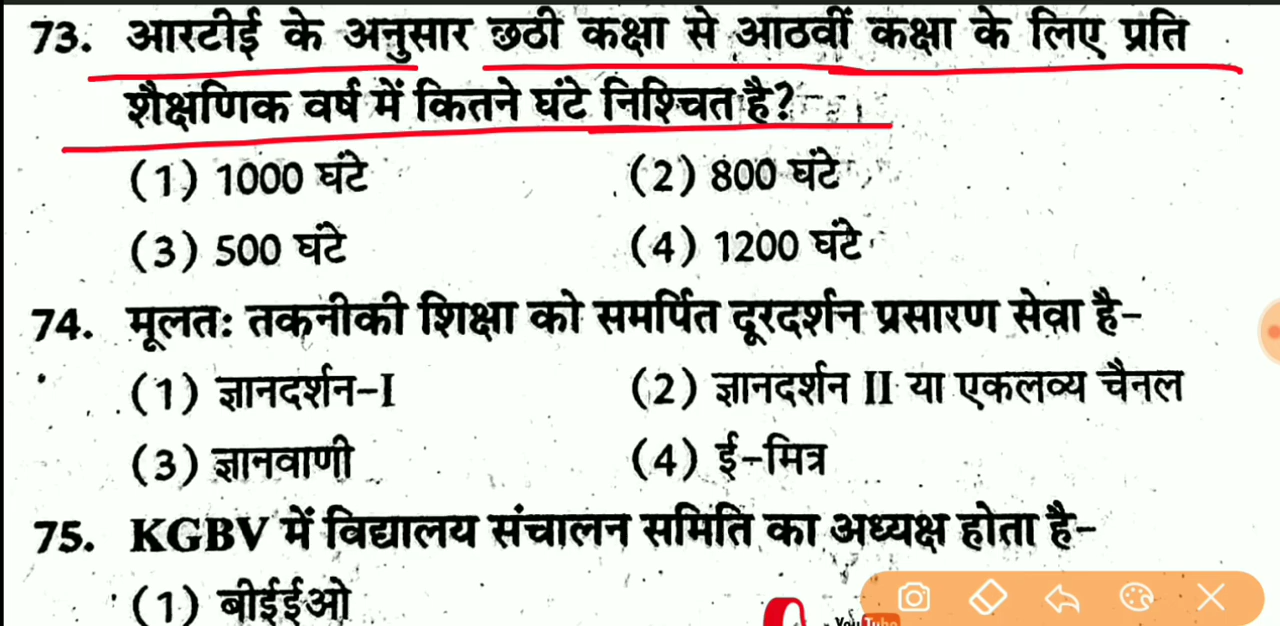 73. आरटीई के अनुसार छठी कक्षा से आठवीं कक्षा के लिए प्रति
शैक्षणिक वर्ष में कितने घंटे निश्चित है?
(1) 1000 घंटे (2) 800 घंटे
(3) 500 घंटे (4) 1200 घंटे
74. मूलत: तकनीकी शिक्षा को समर्पित दूरदर्शन प्रसारण सेवा है-
(1) ज्ञानदर्शन-I (2) ज्ञानदर्शन II या एकलव्य चैनल
(3) ज्ञानवाणी (4) ई-मित्र
75. KGBV में विद्यालय संचालन समिति का अध्यक्ष होता है-
(1) बीईईओ
YouTube